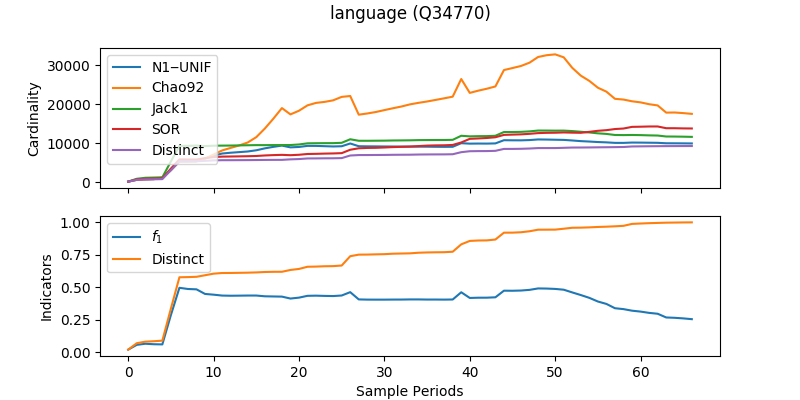 language (Q34770)
Cardinality
30000
20000
10000
0
N1−UNIF
Chao92
Jack1
SOR
Distinct
Indicators
1.00
0.75
0.50
0.25
0.00
f1
Distinct
0 10 20 30 40 50 60
Sample Periods